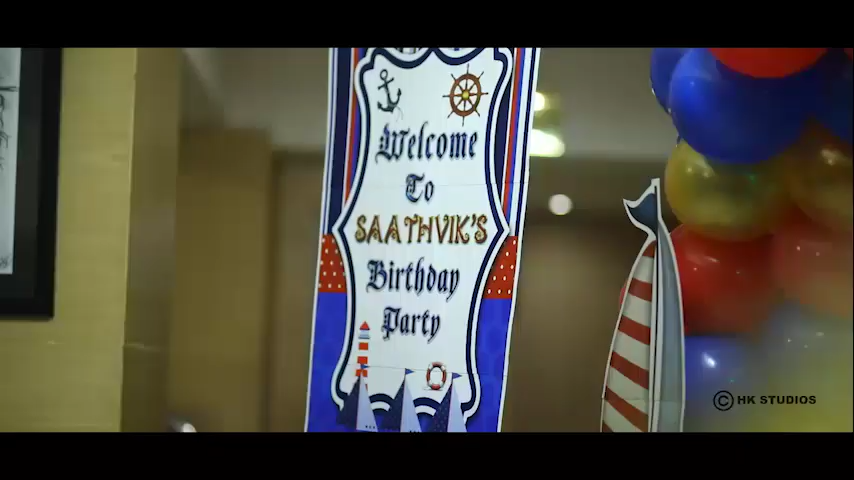 Welcome
To
SAATHVIK'S
Birthday
Party
© HK STUDIOS